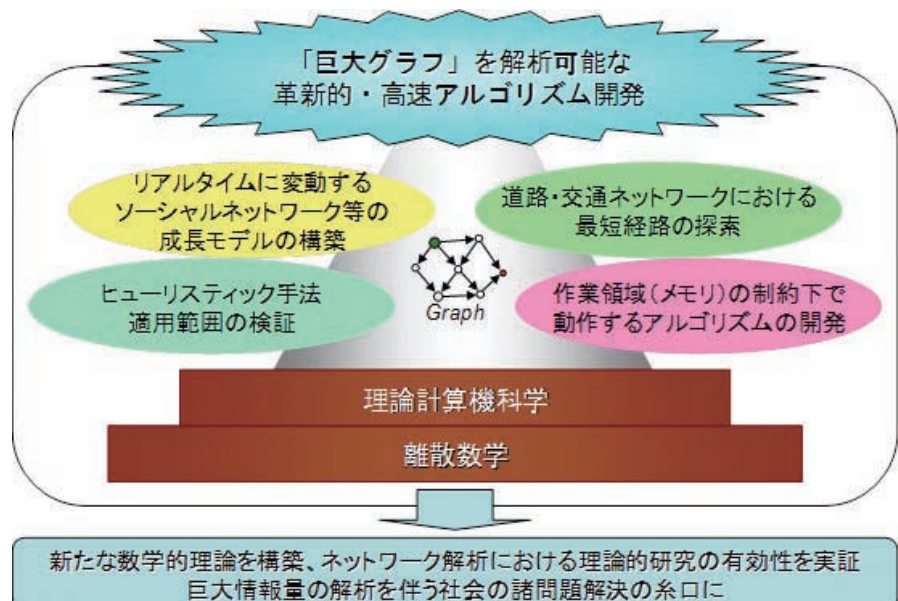 「巨大グラフ」を解析可能な
革新的・高速アルゴリズム開発
リアルタイムに変動する
ソーシャルネットワーク等の
成長モデルの構築
道路・交通ネットワークにおける
最短経路の探索
ヒューリスティック手法
適用範囲の検証
Graph
作業領域(メモリ)の制約下で
動作するアルゴリズムの開発
理論計算機科学
離散数学
新たな数学的理論を構築、ネットワーク解析における理論的研究の有効性を実証
巨大情報量の解析を伴う社会の諸問題解決の糸口に